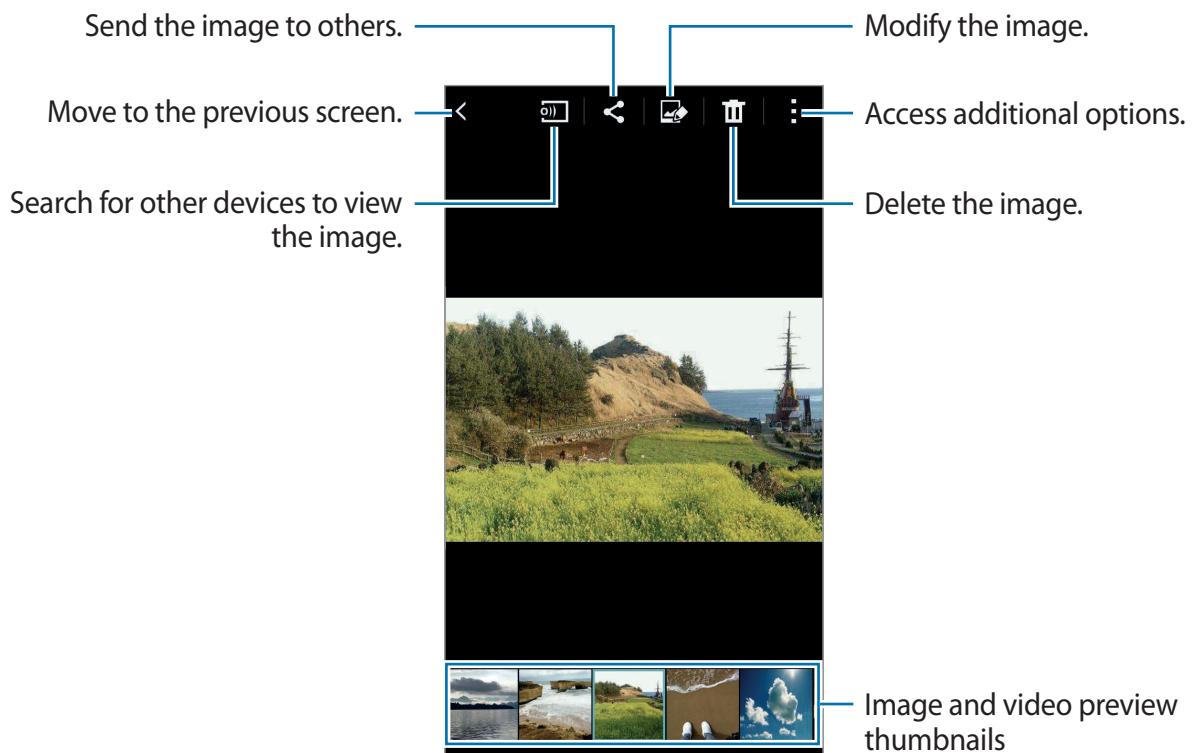 Send the image to others.
Modify the image.
Move to the previous screen.
Access additional options.
Search for other devices to view
the image.
Delete the image.
Image and video preview
thumbnails